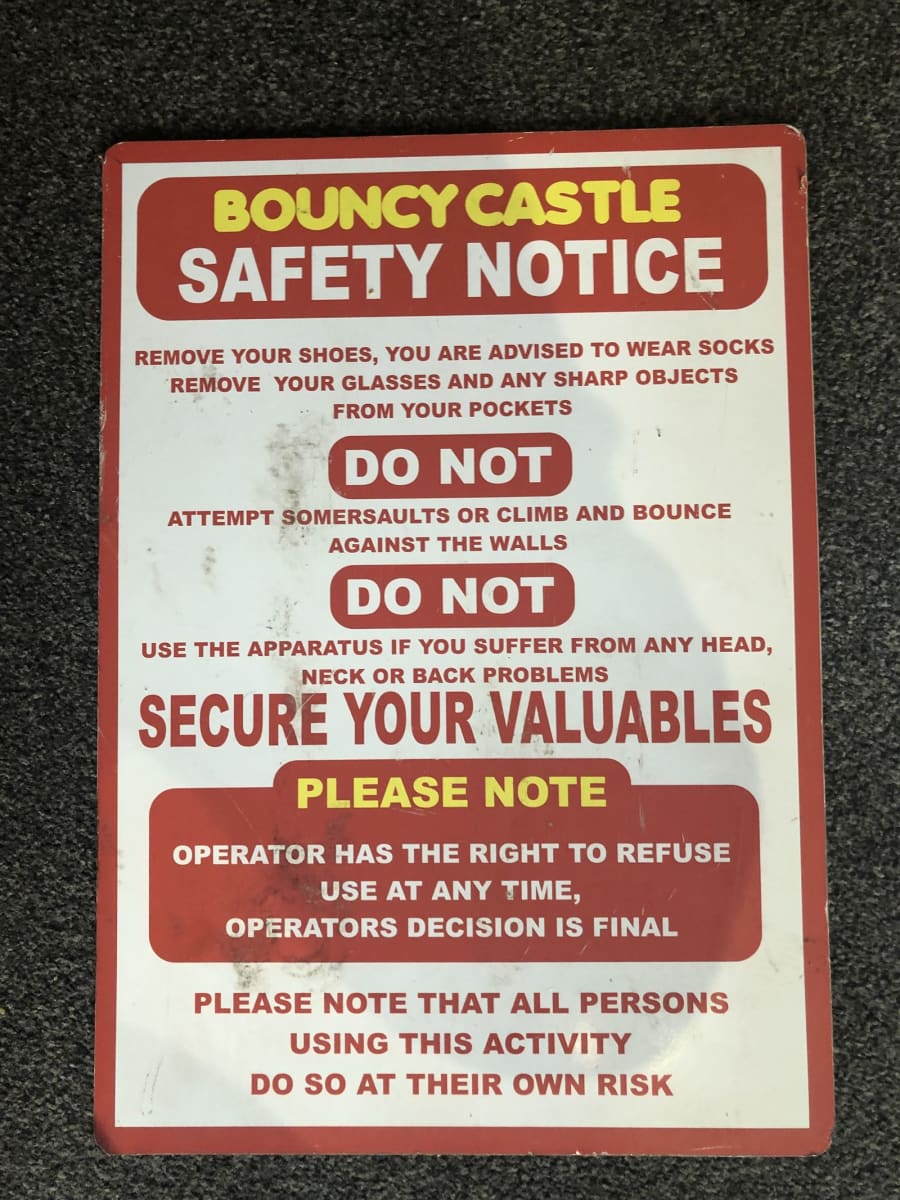 BOUNCY CASTLE
SAFETY NOTICE
REMOVE YOUR SHOES, YOU ARE ADVISED TO WEAR SOCKS
REMOVE YOUR GLASSES AND ANY SHARP OBJECTS
FROM YOUR POCKETS
DO NOT
ATTEMPT SOMERSAULTS OR CLIMB AND BOUNCE
AGAINST THE WALLS
DO NOT
USE THE APPARATUS IF YOU SUFFER FROM ANY HEAD,
NECK OR BACK PROBLEMS
SECURE YOUR VALUABLES
PLEASE NOTE
OPERATOR HAS THE RIGHT TO REFUSE
USE AT ANY TIME,
OPERATORS DECISION IS FINAL
PLEASE NOTE THAT ALL PERSONS
USING THIS ACTIVITY
DO SO AT THEIR OWN RISK